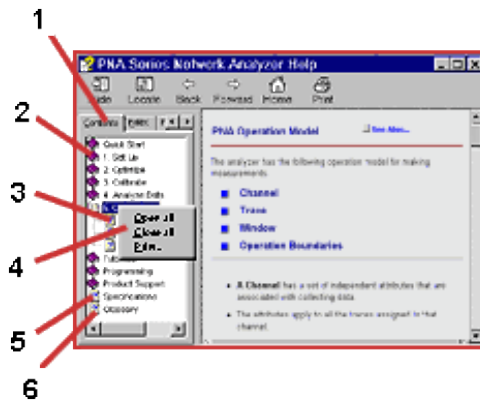 1
PNA Series Network Analyzer Help
2
Hide Locate Back Forward Home Print
Contents Index
PNA Operation Model
See Also...
Quick Start
1. Set Up
2. Optimize
3. Calibrate
4. Analyze Data
The analyzer has the following operation model for making
measurements.
Channel
Trace
Window
Operation Boundaries
3
Open all
Close all
Print...
4
Programming
Product Support
Specifications
Glossary
A Channel has a set of independent attributes that are
associated with collecting data.
The attributes apply to all the traces assigned to that
channel.
5
6